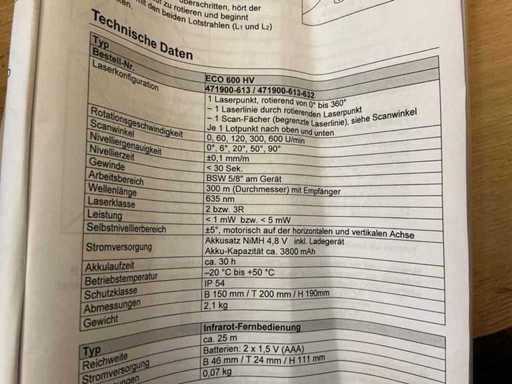 überschritten, hört der
zu rotieren und beginnt
den beiden Lotstrahlen (L1 und L2)
Technische Daten
Typ ECO 600 HV
Bestell-Nr. 471900-613 / 471900-613-632
Laserkonfiguration 1 Laserpunkt, rotierend von 0° bis 360°
– 1 Laserlinie durch rotierenden Laserpunkt
– 1 Scan-Fächer (begrenzte Laserlinie), siehe Scanwinkel
Je 1 Lotpunkt nach oben und unten
Rotationsgeschwindigkeit 0, 60, 120, 300, 600 U/min
Scanwinkel 0°, 6°, 20°, 50°, 90°
Nivelliergenauigkeit ±0,1 mm/m
Nivellierzeit < 30 Sek.
Gewinde BSW 5/8" am Gerät
Arbeitsbereich 300 m (Durchmesser) mit Empfänger
Wellenlänge 635 nm
Laserklasse 2 bzw. 3R
Leistung < 1 mW bzw. < 5 mW
Selbstnivellierbereich ±5°, motorisch auf der horizontalen und vertikalen Achse
Stromversorgung Akkusatz NiMH 4,8 V inkl. Ladegerät
Akku-Kapazität ca. 3800 mAh
Akkulaufzeit ca. 30 h
Betriebstemperatur –20 °C bis +50 °C
Schutzklasse IP 54
Abmessungen B 150 mm / T 200 mm / H 190mm
Gewicht 2,1 kg
Typ Infrarot-Fernbedienung
Reichweite ca. 25 m
Stromversorgung Batterien: 2 x 1,5 V (AAA)
B 46 mm / T 24 mm / H 111 mm
0,07 kg